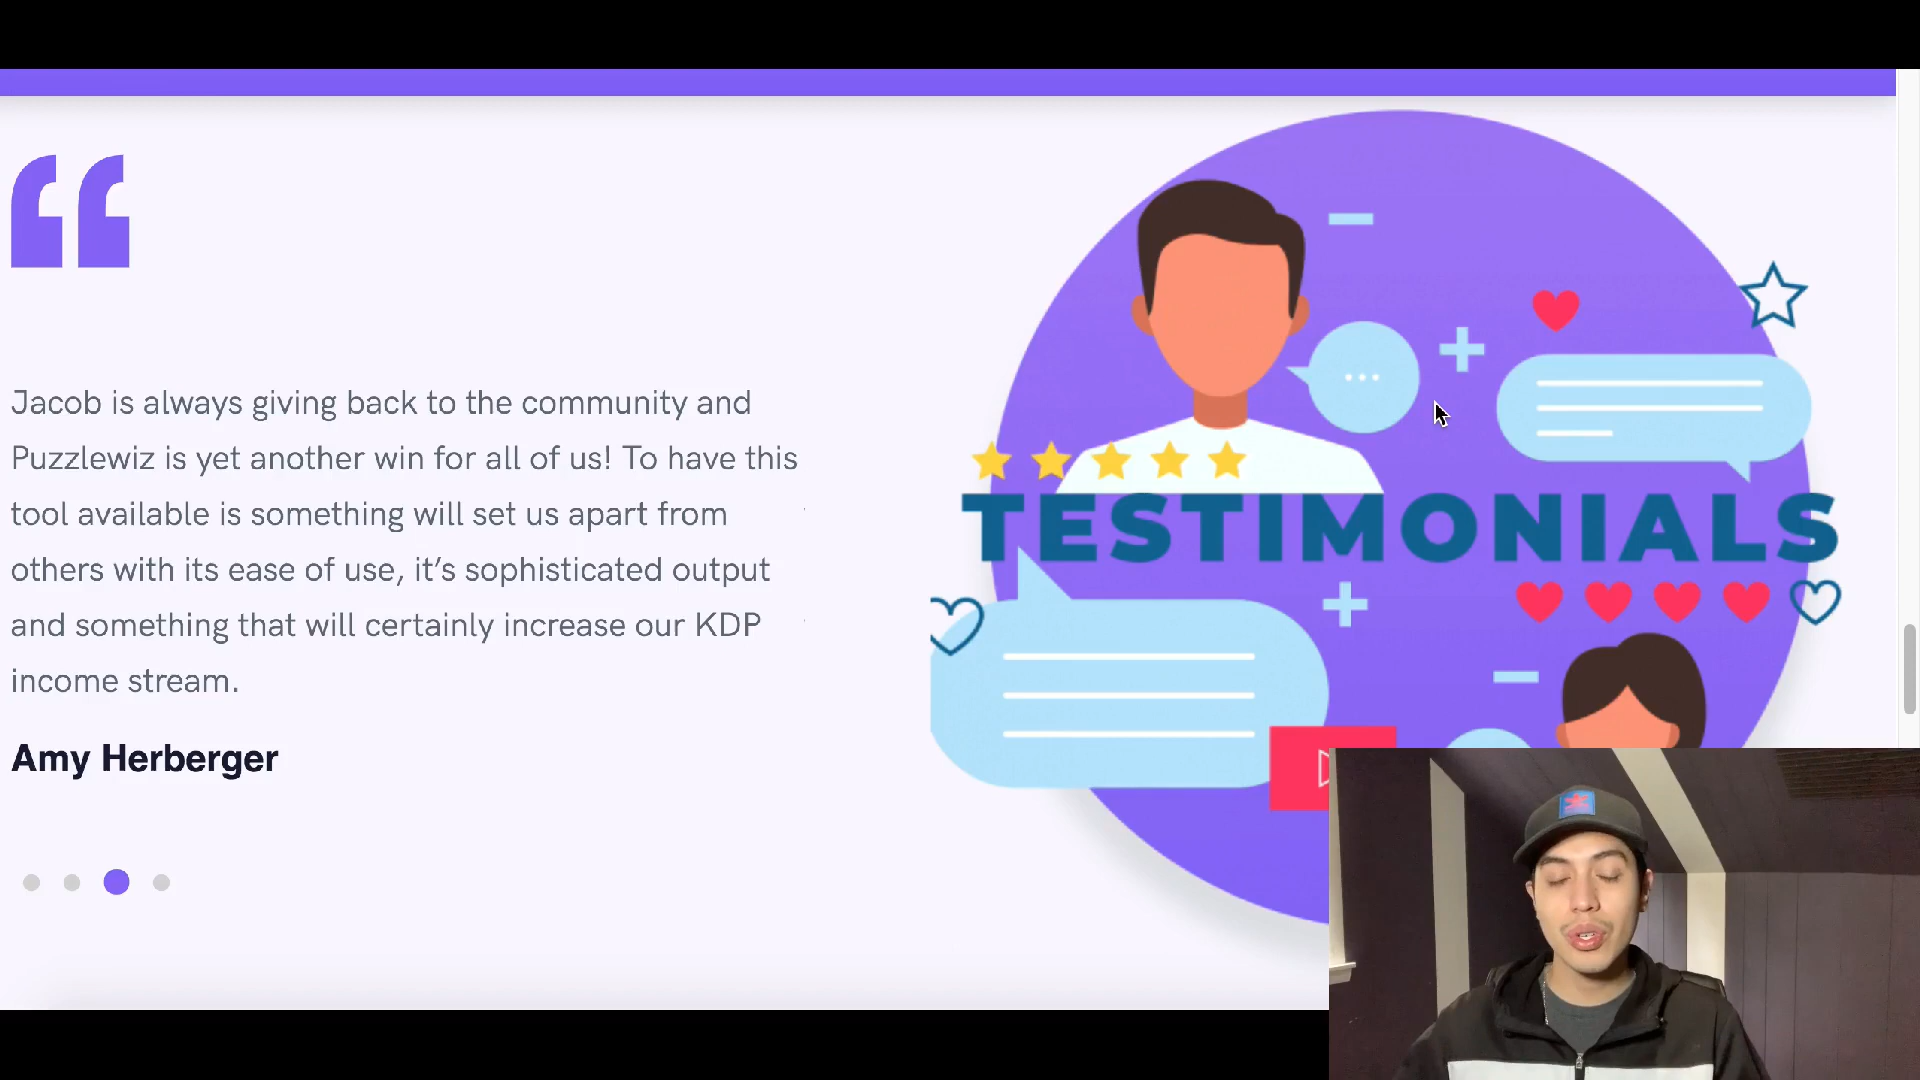 “
Jacob is always giving back to the community and
Puzzlewiz is yet another win for all of us! To have this
tool available is something will set us apart from
others with its ease of use, it’s sophisticated output
and something that will certainly increase our KDP
income stream.
Amy Herberger
TESTIMONIALS